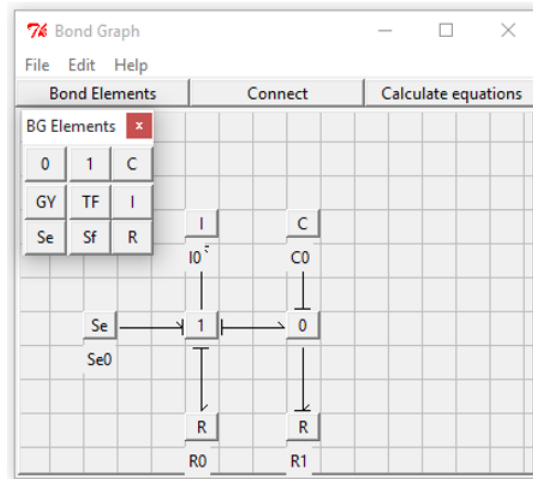 Bond Graph
File Edit Help
Bond Elements Connect Calculate equations
BG Elements x
0 1 C
GY TF I
Se Sf R
I C
I0 C0
Se 1 0
Se0
R R
R0 R1